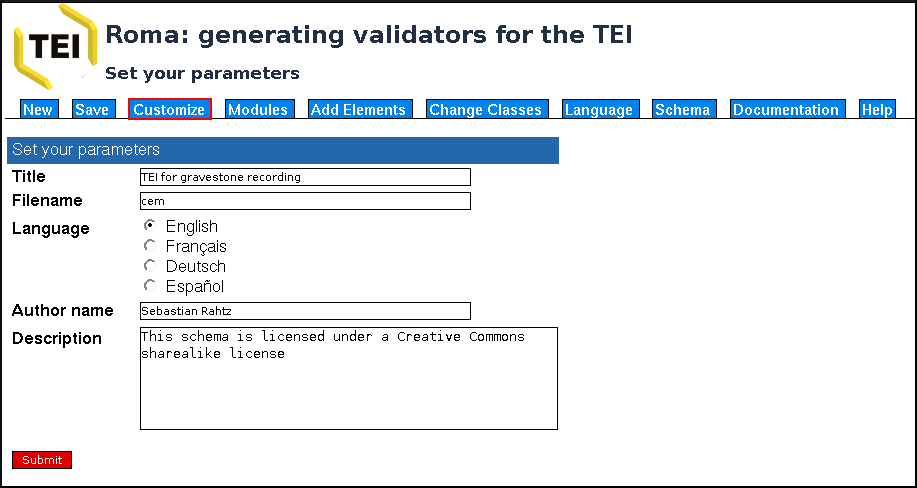 TEI
Roma: generating validators for the TEI
Set your parameters
New Save Customize Modules Add Elements Change Classes Language Schema Documentation Help
Set your parameters
Title TEI for gravestone recording
Filename cem
Language English
Français
Deutsch
Español
Author name Sebastian Rahtz
Description This schema is licensed under a Creative Commons
sharealike license
Submit